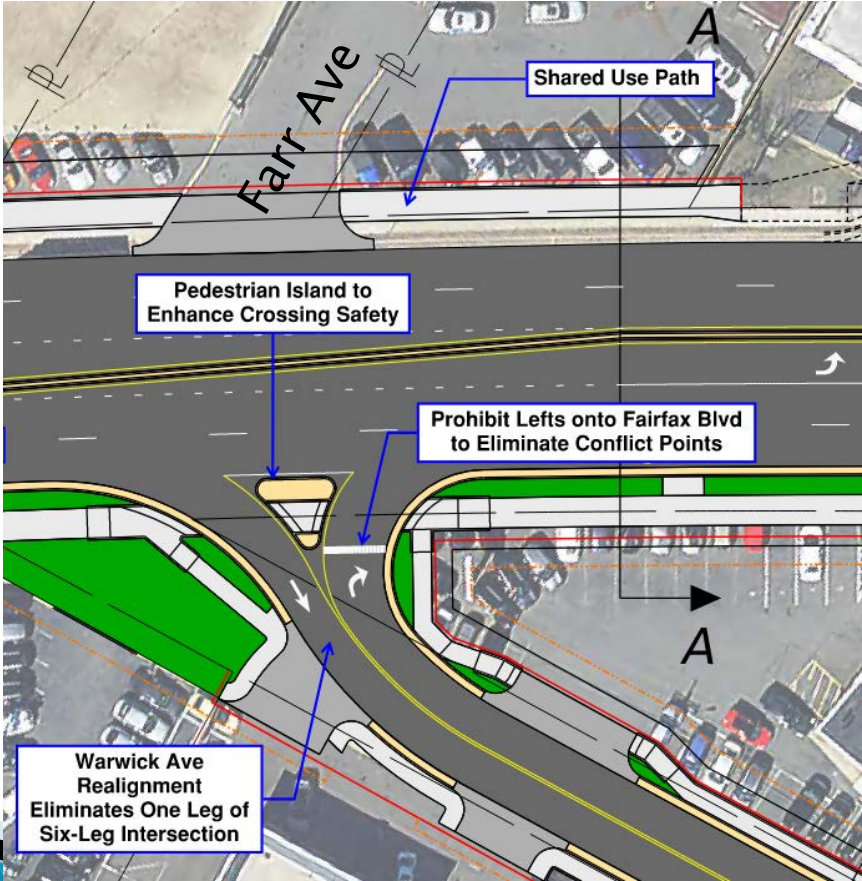 A
Farr Ave
Shared Use Path
Pedestrian Island to
Enhance Crossing Safety
Prohibit Lefts onto Fairfax Blvd
to Eliminate Conflict Points
A
Warwick Ave
Realignment
Eliminates One Leg of
Six-Leg Intersection